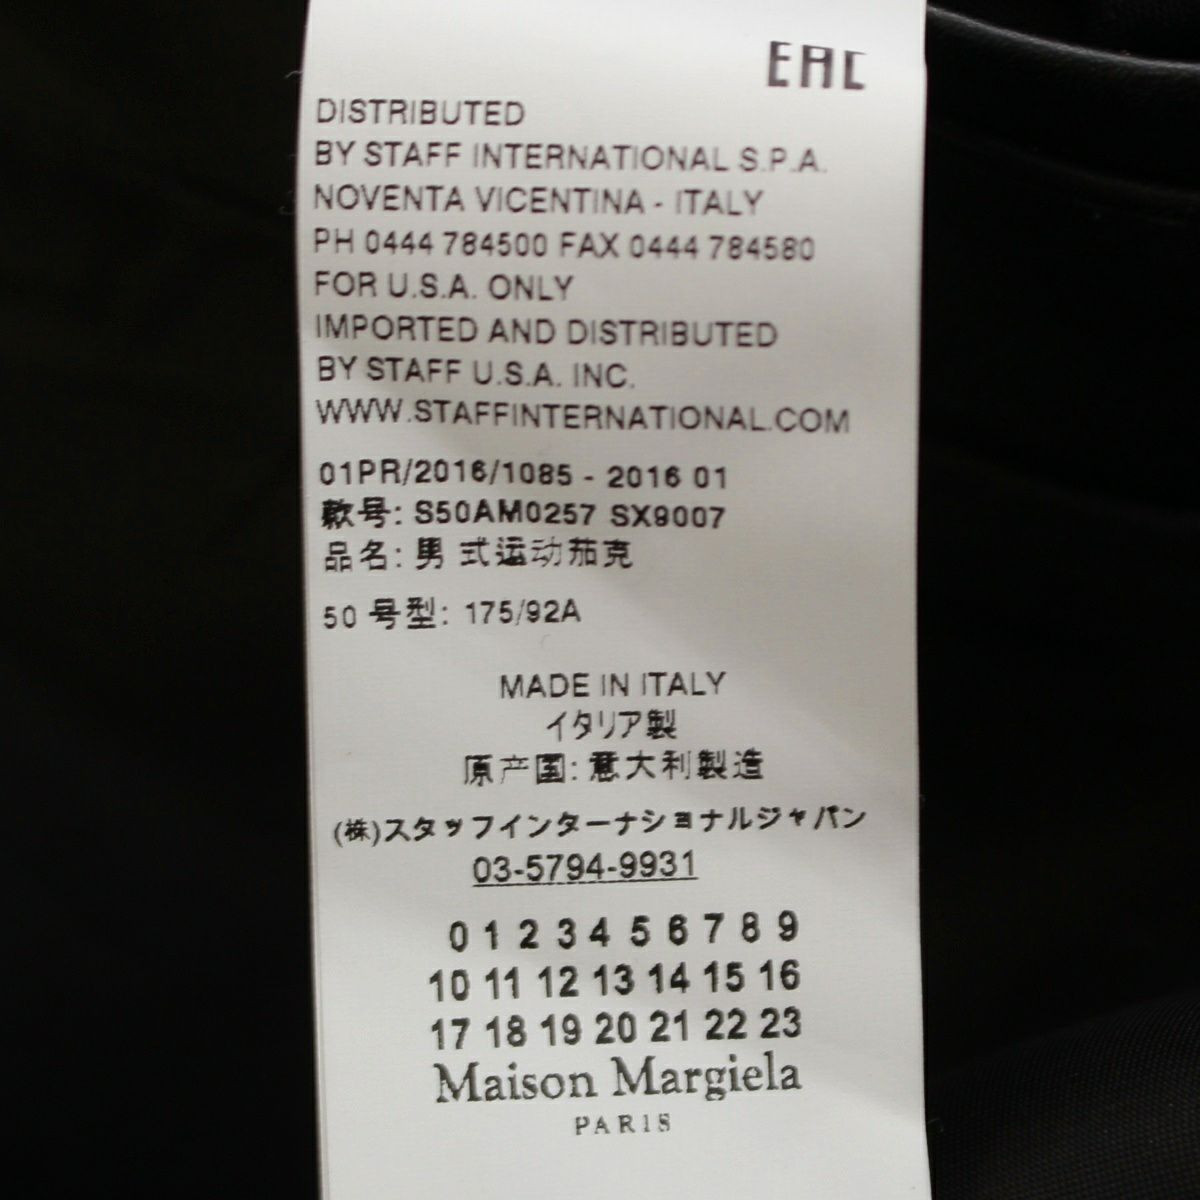 EAC
DISTRIBUTED
BY STAFF INTERNATIONAL S.P.A.
NOVENTA VICENTINA - ITALY
PH 0444 784500 FAX 0444 784580
FOR U.S.A. ONLY
IMPORTED AND DISTRIBUTED
BY STAFF U.S.A. INC.
WWW.STAFFINTERNATIONAL.COM
01PR/2016/1085 - 2016 01
款号: S50AM0257 SX9007
品名: 男 式运动茄克
50 号型: 175/92A
MADE IN ITALY
イタリア製
原产国: 意大利製造
(株)スタッフインターナショナルジャパン
03-5794-9931
0 1 2 3 4 5 6 7 8 9
10 11 12 13 14 15 16
17 18 19 20 21 22 23
Maison Margiela
PARIS